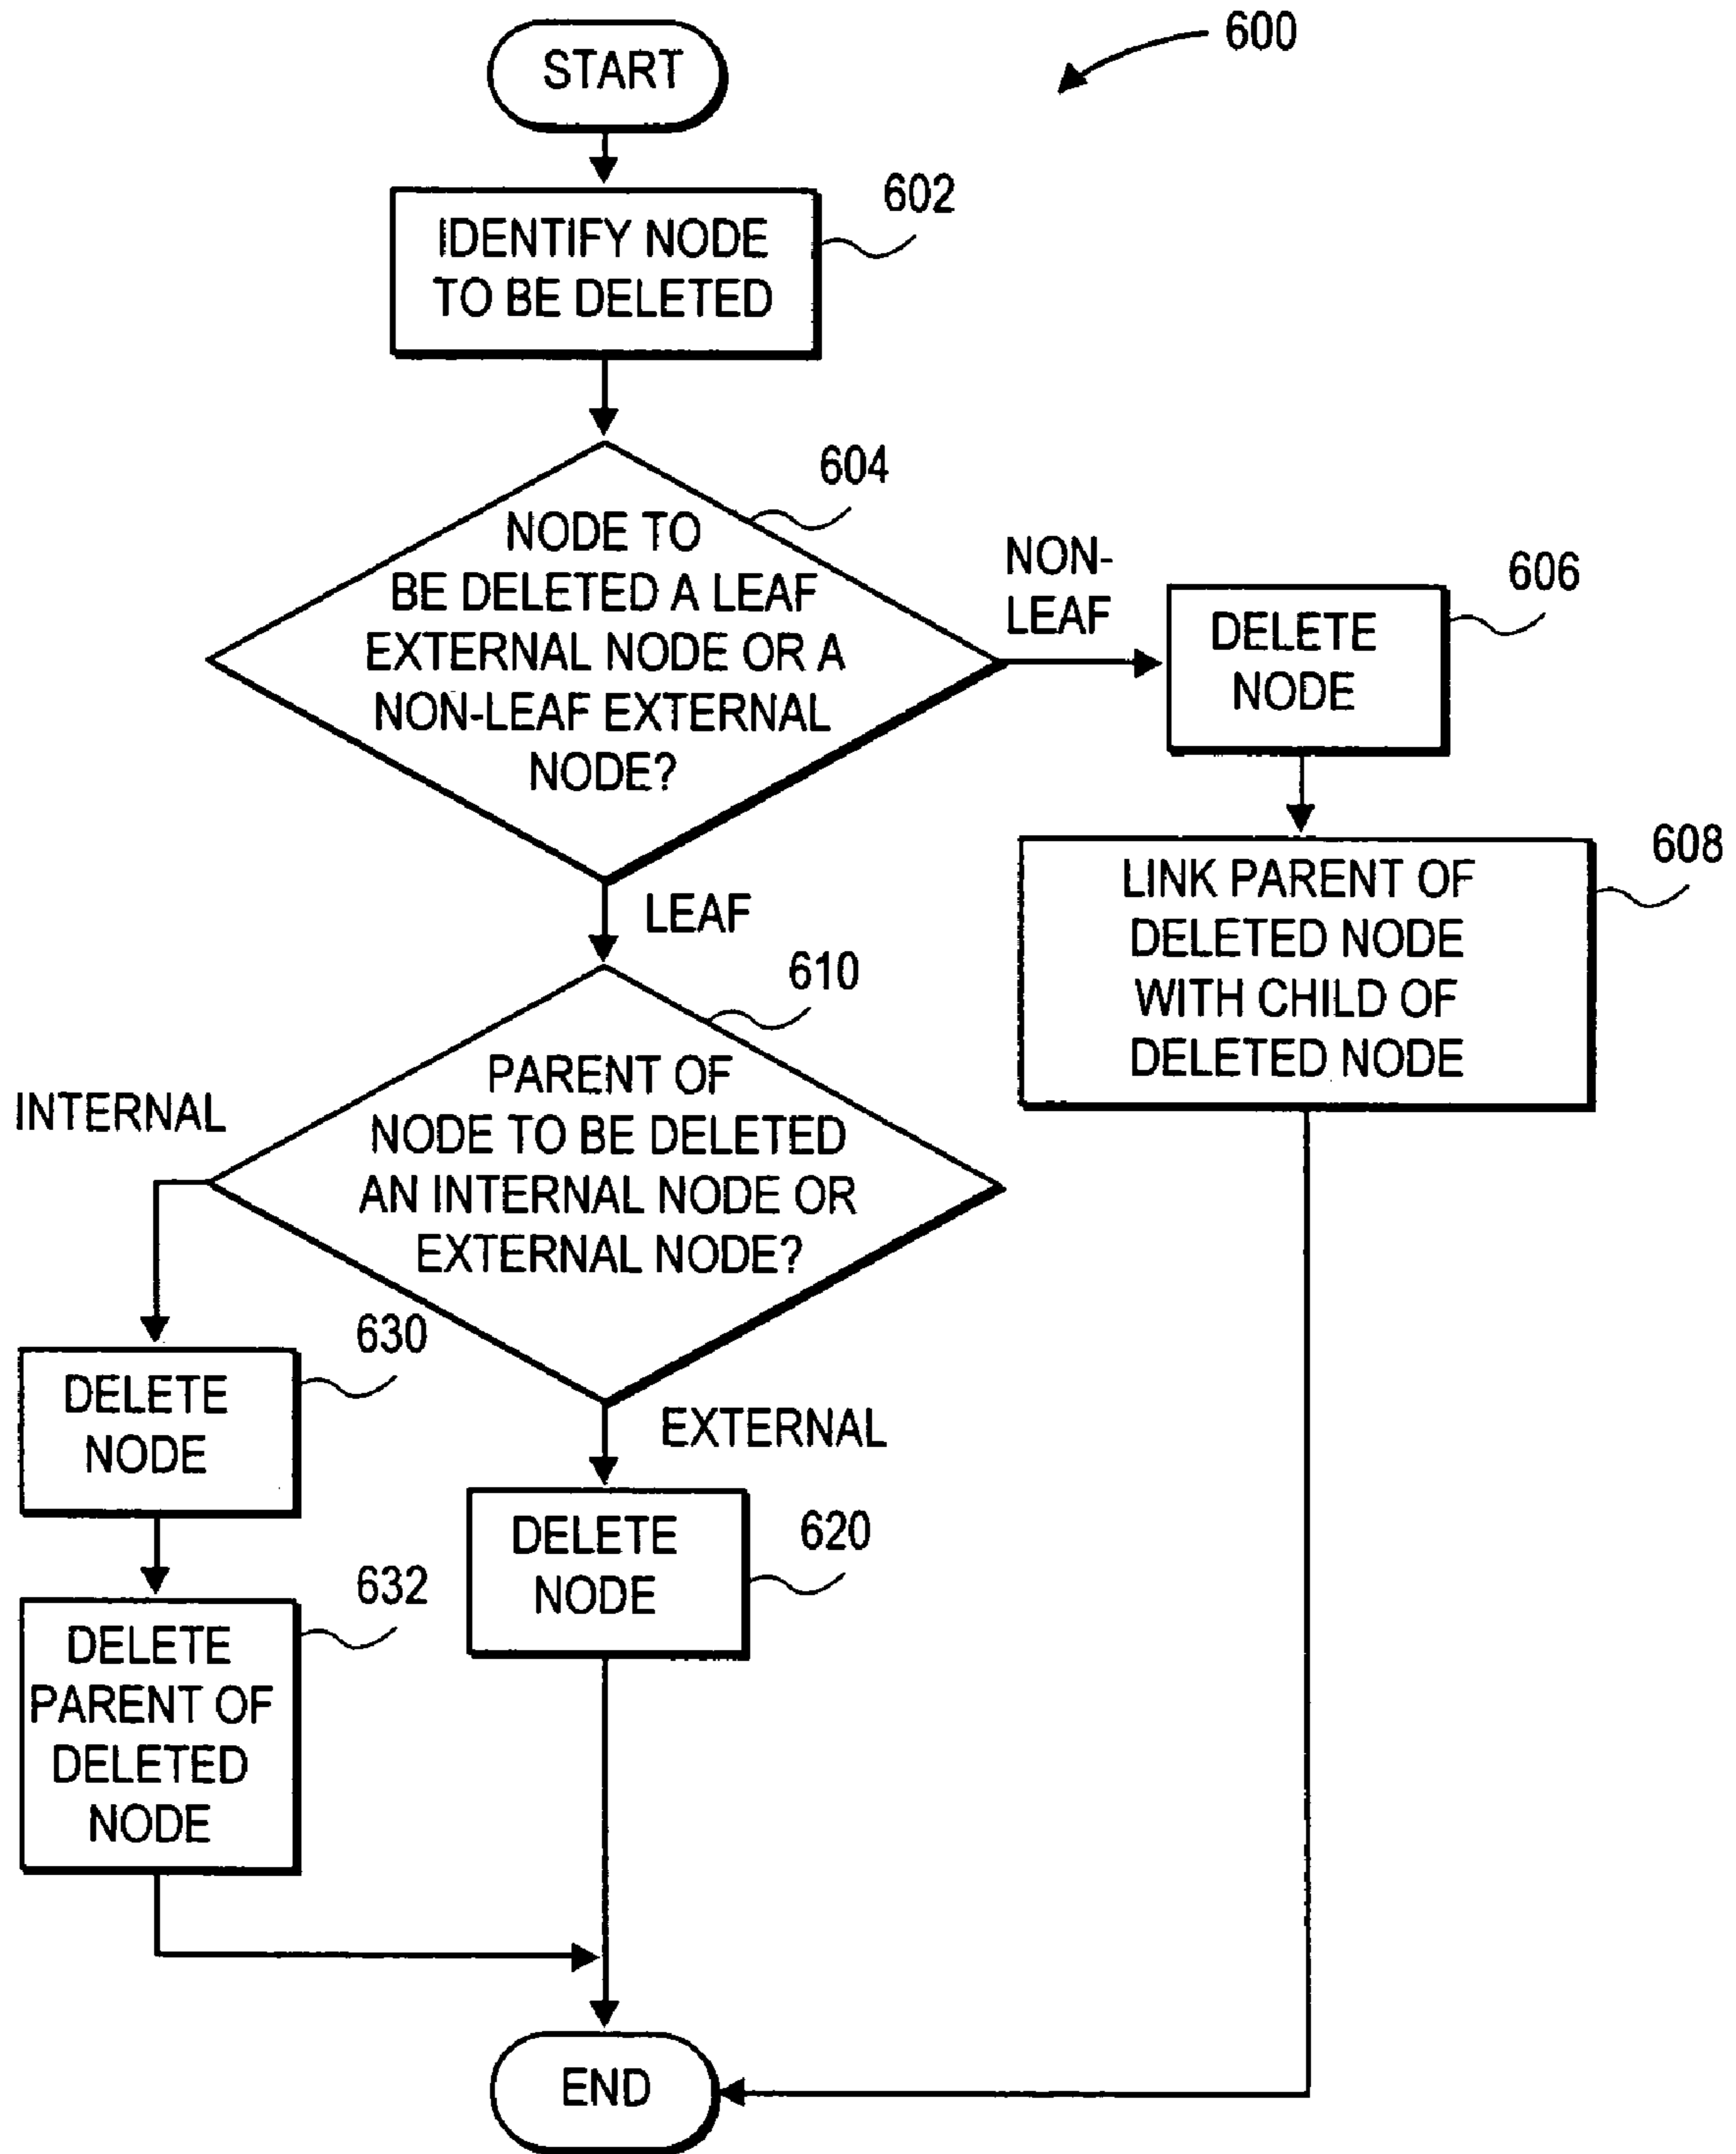 600
START
602
IDENTIFY NODE
TO BE DELETED
604
NODE TO
BE DELETED A LEAF
EXTERNAL NODE OR A
NON-LEAF EXTERNAL
NODE?
NON-
LEAF
606
DELETE
NODE
608
LINK PARENT OF
DELETED NODE
WITH CHILD OF
DELETED NODE
LEAF
610
PARENT OF
NODE TO BE DELETED
AN INTERNAL NODE OR
EXTERNAL NODE?
INTERNAL
630
DELETE
NODE
EXTERNAL
620
DELETE
NODE
632
DELETE
PARENT OF
DELETED
NODE
END